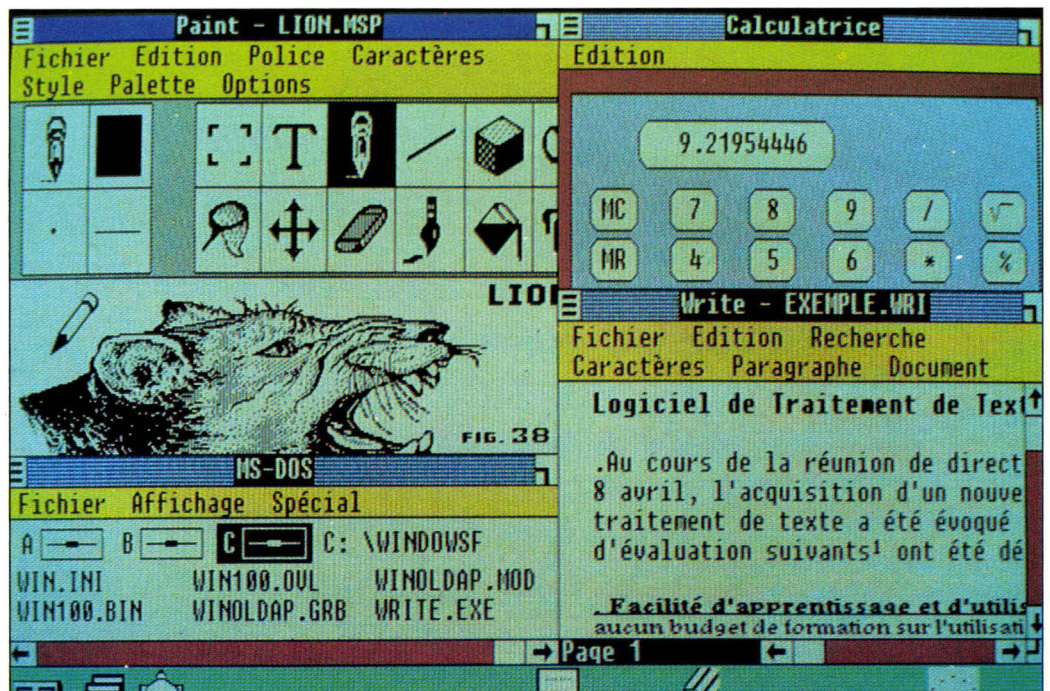 Paint - LION.MSP
Fichier Edition Police Caractères
Style Palette Options
T
LION
FIG. 38
MS-DOS
Fichier Affichage Spécial
A B C C: \WINDOWSF
WIN.INI WIN100.OVL WINOLDAP.MOD
WIN100.BIN WINOLDAP.GRB WRITE.EXE
Calculatrice
Edition
9.21954446
MC 7 8 9 / √
MR 4 5 6 * %
Write - EXEMPLE.WRI
Fichier Edition Recherche
Caractères Paragraphe Document
Logiciel de Traitement de Text
.Au cours de la réunion de direct
8 avril, l'acquisition d'un nouve
traitement de texte a été évoqué
d'évaluation suivants¹ ont été dé
. Facilité d'apprentissage et d'utilis
aucun budget de formation sur l'utilisati
Page 1